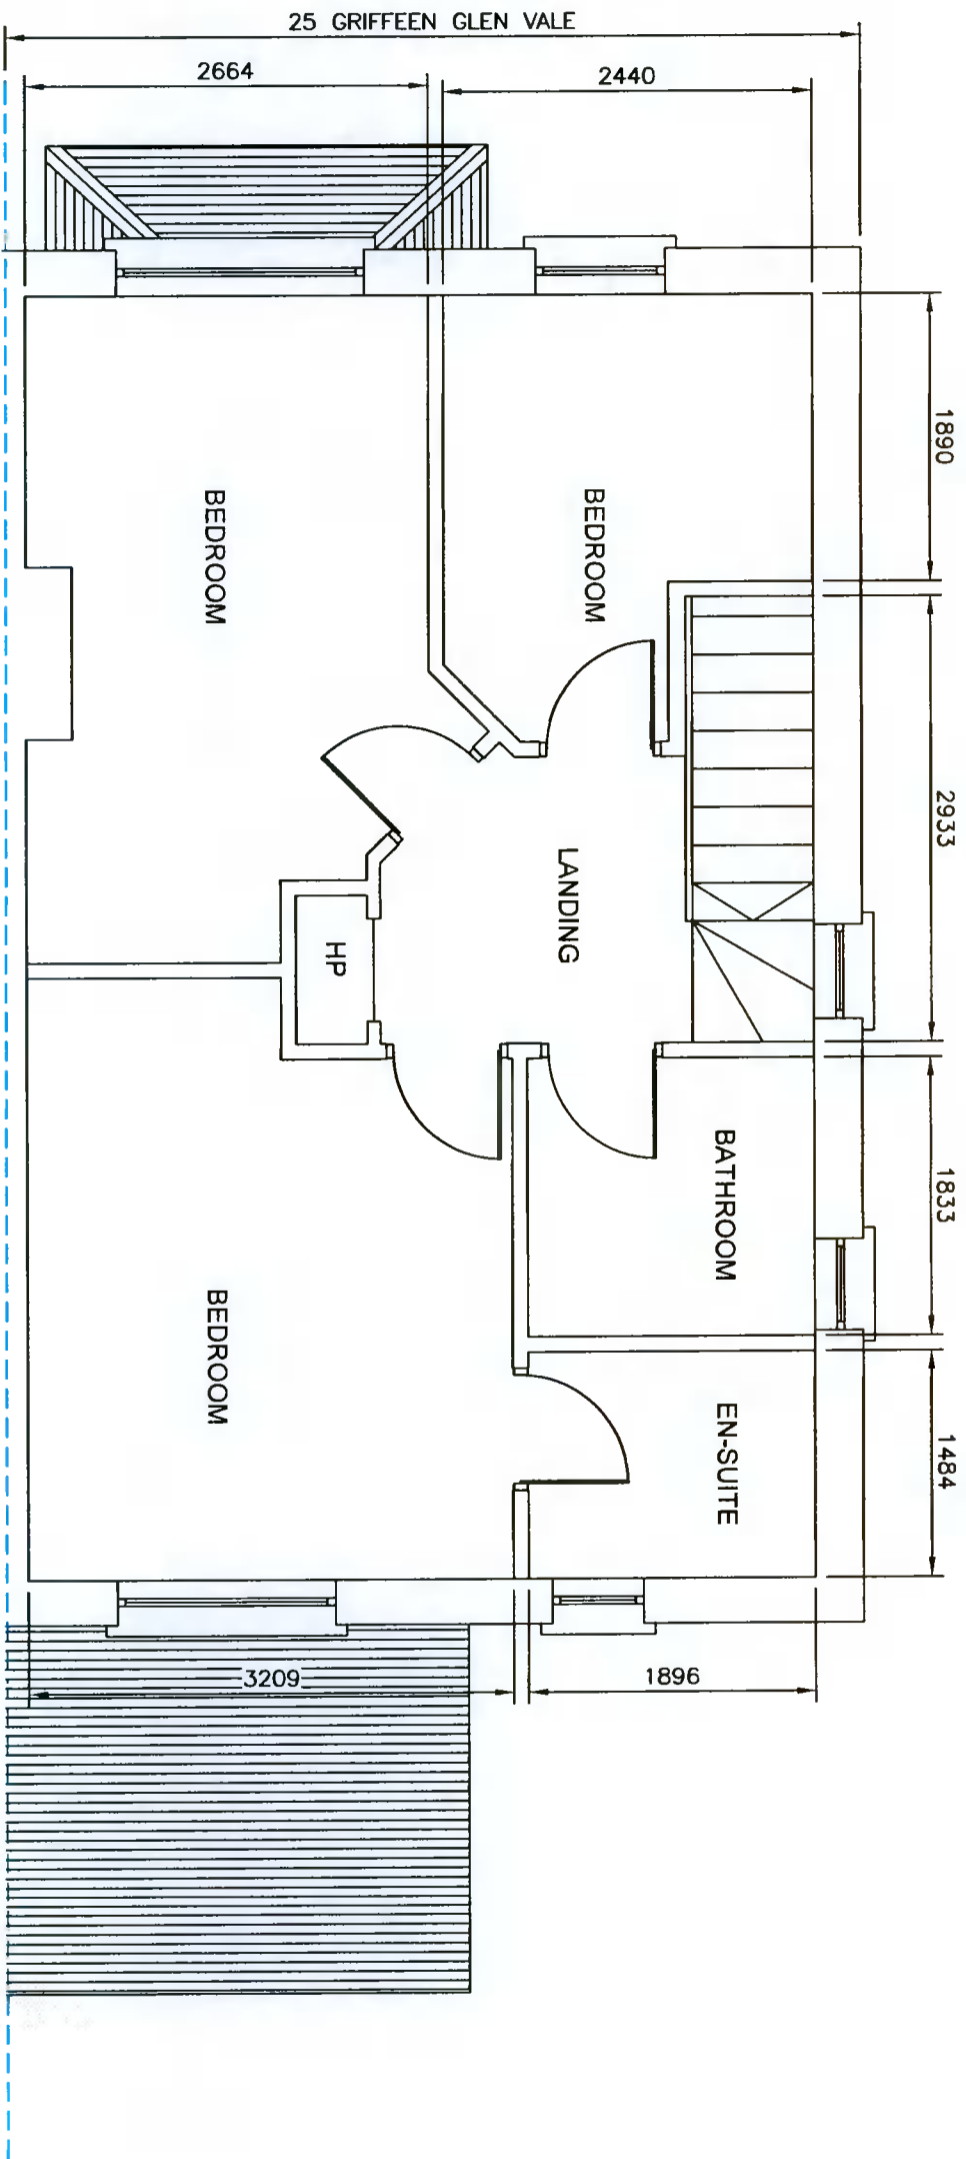 25 GRIFFEEN GLEN VALE
2664
2440
1890
BEDROOM
BEDROOM
2933
LANDING
HP
BATHROOM
1833
BEDROOM
EN-SUITE
1484
3209
1896